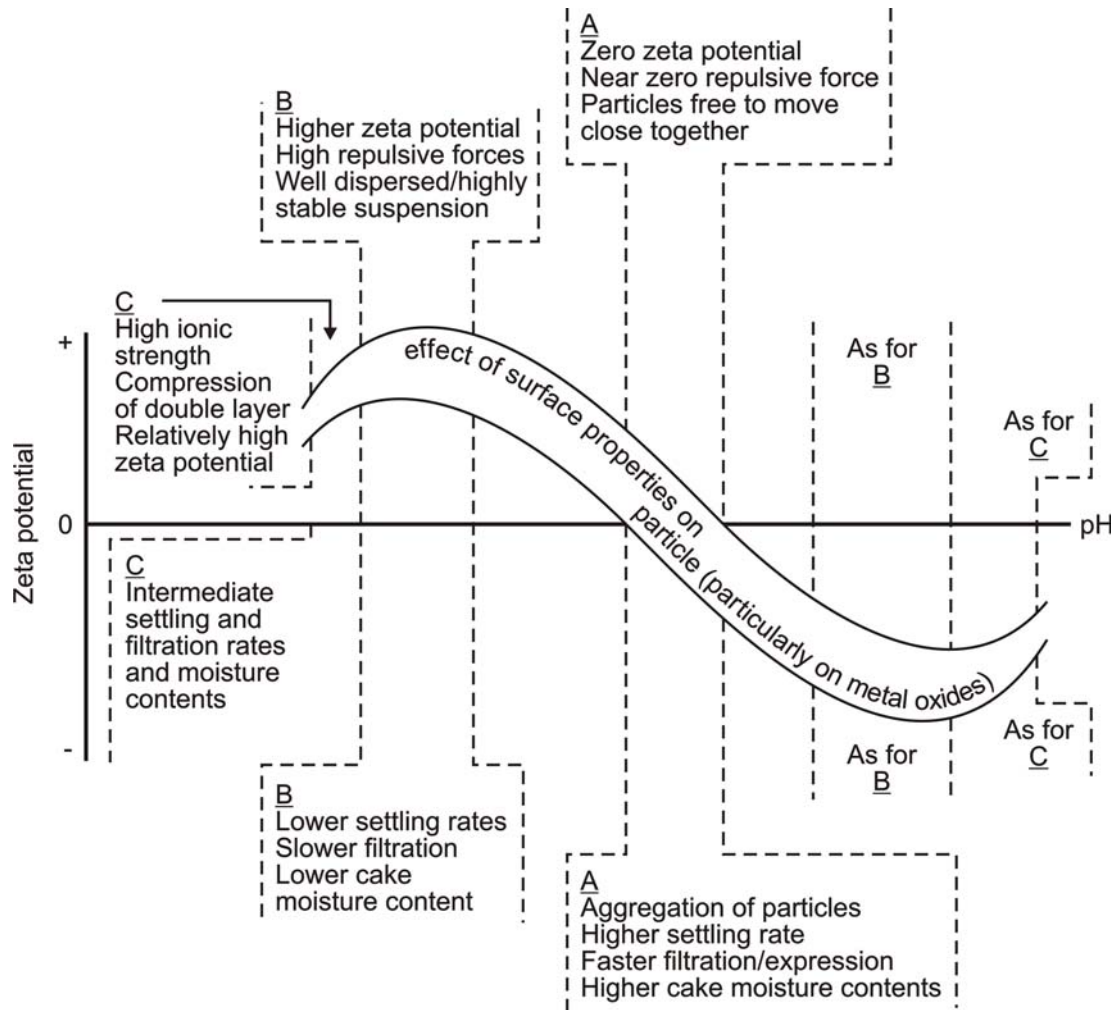 A
Zero zeta potential
Near zero repulsive force
Particles free to move
close together
B
Higher zeta potential
High repulsive forces
Well dispersed/highly
stable suspension
C
High ionic
strength
Compression
of double layer
Relatively high
zeta potential
+
0
-
Zeta potential
pH
effect of surface properties on
particle (particularly on metal oxides)
As for
B
As for
C
C
Intermediate
settling and
filtration rates
and moisture
contents
B
Lower settling rates
Slower filtration
Lower cake
moisture content
A
Aggregation of particles
Higher settling rate
Faster filtration/expression
Higher cake moisture contents
As for
B
As for
C